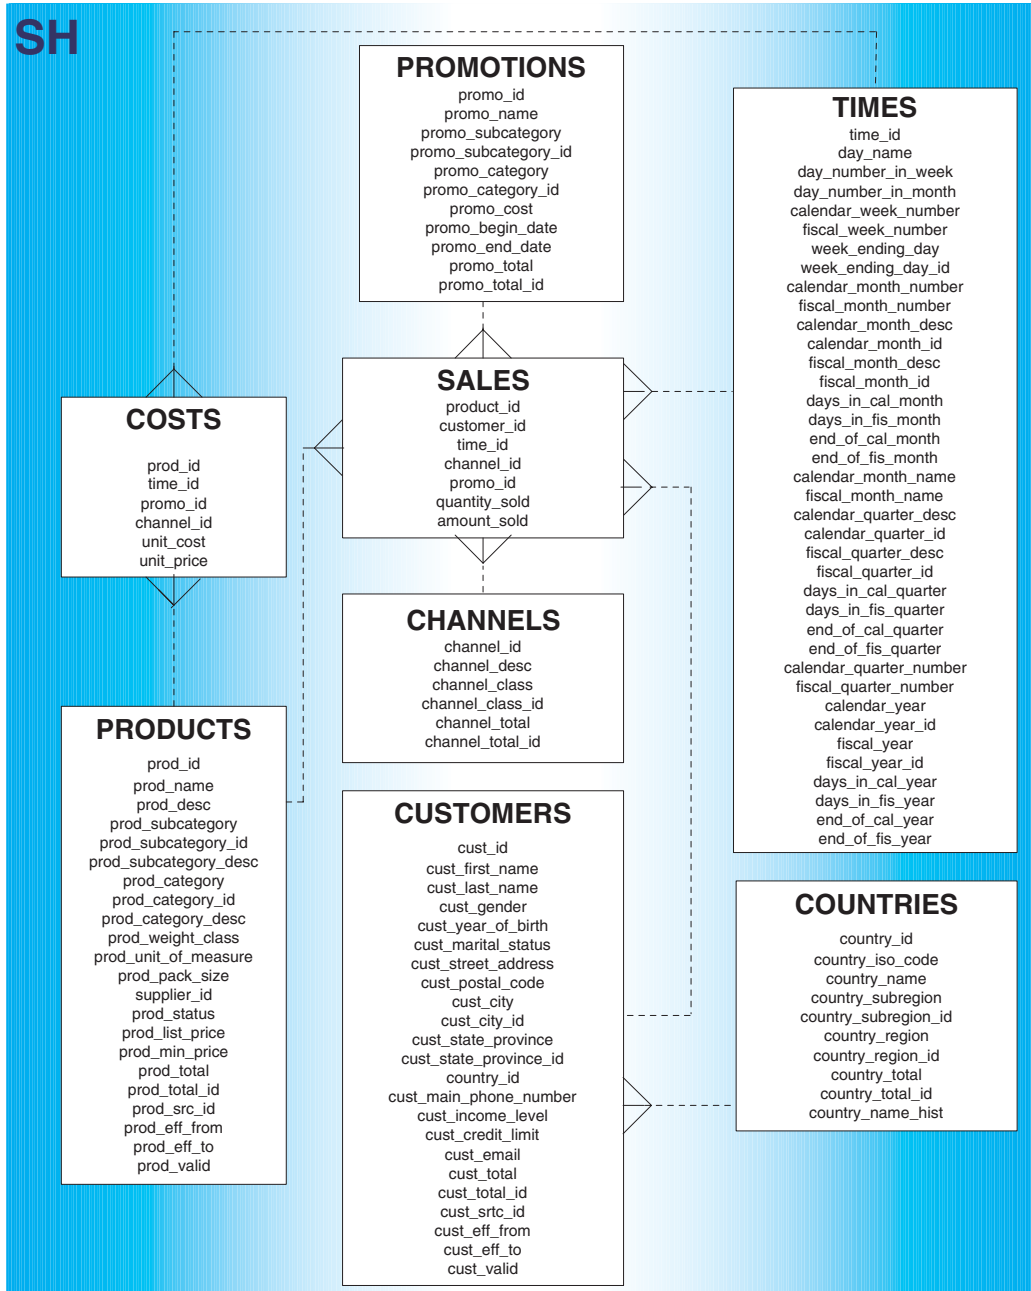 SH
PROMOTIONS
promo_id
promo_name
promo_subcategory
promo_subcategory_id
promo_category
promo_category_id
promo_cost
promo_begin_date
promo_end_date
promo_total
promo_total_id
TIMES
time_id
day_name
day_number_in_week
day_number_in_month
calendar_week_number
fiscal_week_number
week_ending_day
week_ending_day_id
calendar_month_number
fiscal_month_number
calendar_month_desc
calendar_month_id
fiscal_month_desc
fiscal_month_id
days_in_cal_month
days_in_fis_month
end_of_cal_month
end_of_fis_month
calendar_month_name
fiscal_month_name
calendar_quarter_desc
calendar_quarter_id
fiscal_quarter_desc
fiscal_quarter_id
days_in_cal_quarter
days_in_fis_quarter
end_of_cal_quarter
end_of_fis_quarter
calendar_quarter_number
fiscal_quarter_number
calendar_year
calendar_year_id
fiscal_year
fiscal_year_id
days_in_cal_year
days_in_fis_year
end_of_cal_year
end_of_fis_year
SALES
product_id
customer_id
time_id
channel_id
promo_id
quantity_sold
amount_sold
COSTS
prod_id
time_id
promo_id
channel_id
unit_cost
unit_price
CHANNELS
channel_id
channel_desc
channel_class
channel_class_id
channel_total
channel_total_id
PRODUCTS
prod_id
prod_name
prod_desc
prod_subcategory
prod_subcategory_id
prod_subcategory_desc
prod_category
prod_category_id
prod_category_desc
prod_weight_class
prod_unit_of_measure
prod_pack_size
supplier_id
prod_status
prod_list_price
prod_min_price
prod_total
prod_total_id
prod_src_id
prod_eff_from
prod_eff_to
prod_valid
CUSTOMERS
cust_id
cust_first_name
cust_last_name
cust_gender
cust_year_of_birth
cust_marital_status
cust_street_address
cust_postal_code
cust_city
cust_city_id
cust_state_province
cust_state_province_id
country_id
cust_main_phone_number
cust_income_level
cust_credit_limit
cust_email
cust_total
cust_total_id
cust_srtc_id
cust_eff_from
cust_eff_to
cust_valid
COUNTRIES
country_id
country_iso_code
country_name
country_subregion
country_subregion_id
country_region
country_region_id
country_total
country_total_id
country_name_hist